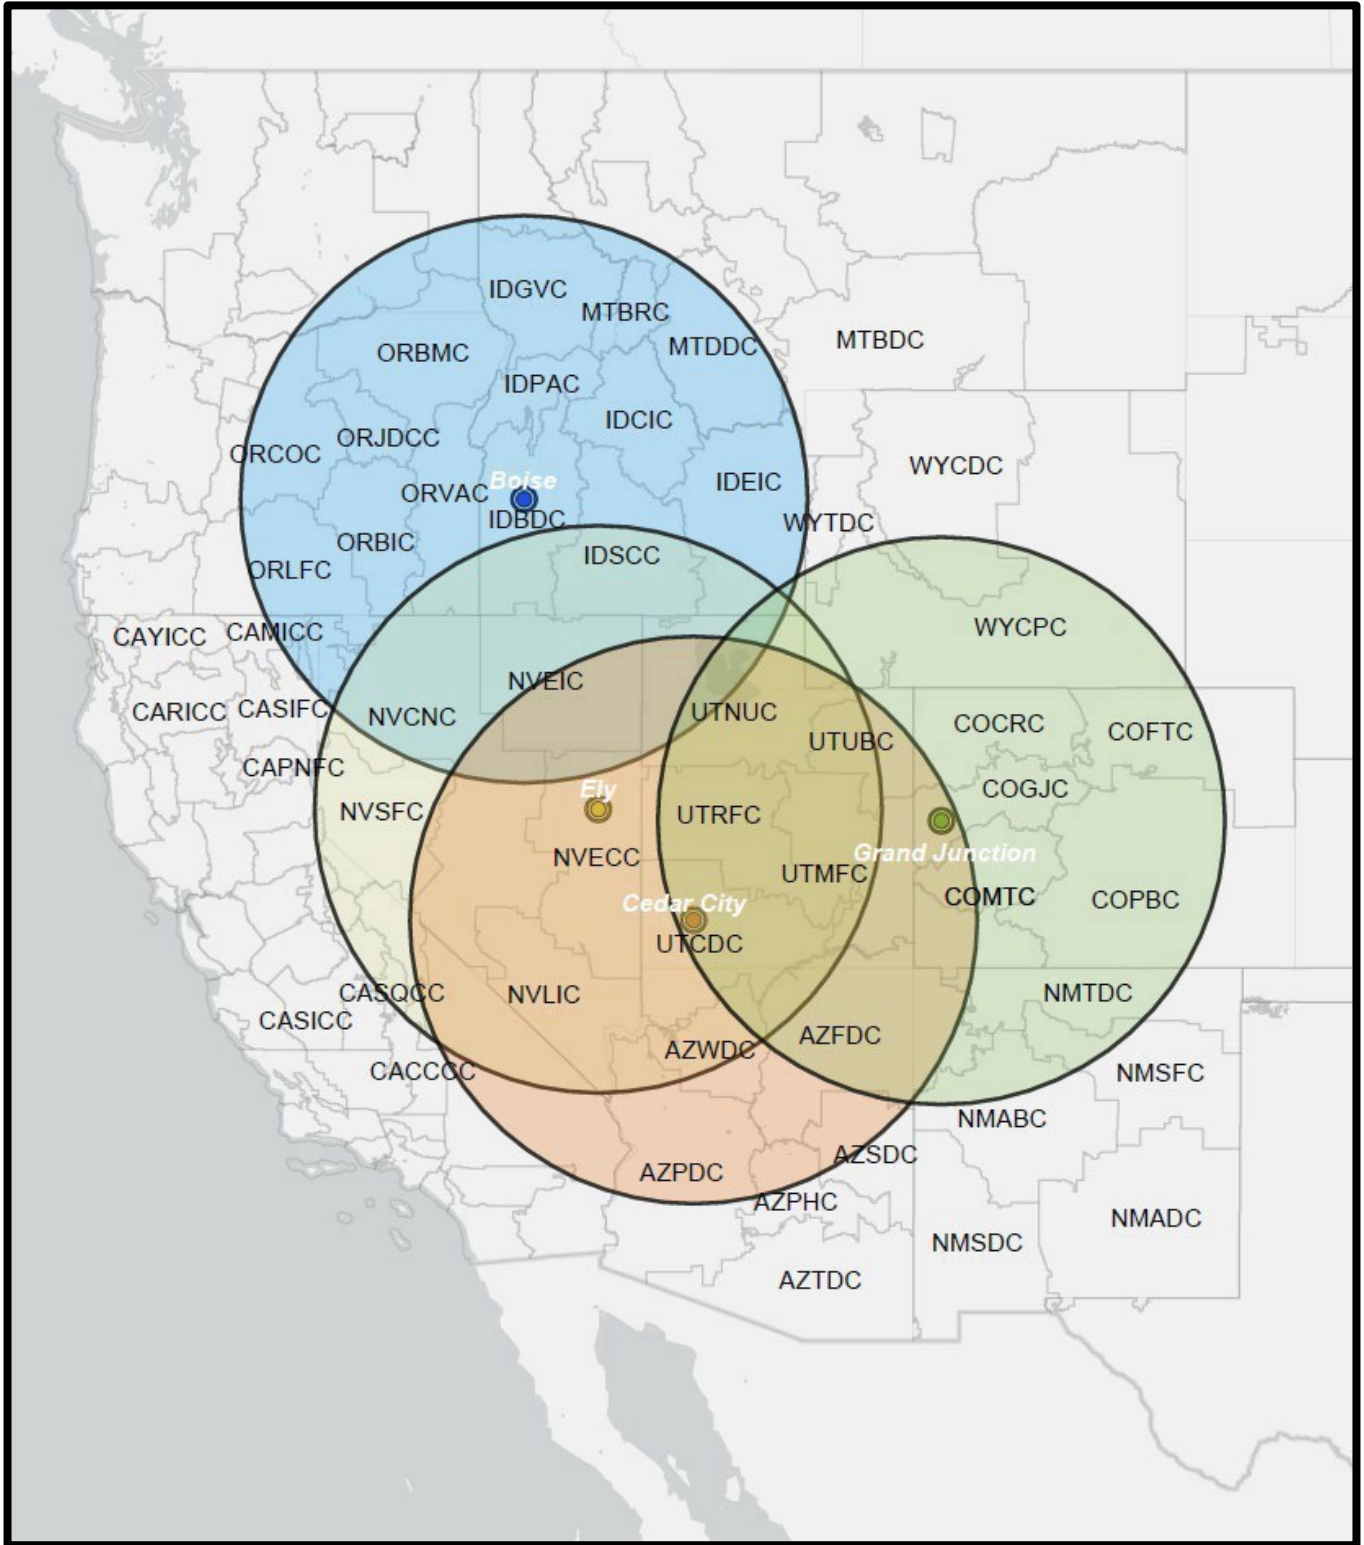 IDGVC
MTBRC
MTBDC
MTDDC
ORBMC
IDPAC
IDCIC
ORJDCC
ORCOC
WYCDC
Boise
IDEIC
ORVAC
IDBDC
WYTDC
ORBIC
IDSCC
ORLFC
WYCPC
CAYICC
CAMICC
NVEIC
CARICC
CASIFC
NVCNC
UTNUC
COCRC
COFTC
UTUBC
CAPNFC
Ely
COGJC
NVSFC
UTRFC
Grand Junction
NVECC
UTMFC
COMTC
COPBC
Cedar City
UTCDC
CASQCC
NVLIC
NMTDC
CASICC
AZFDC
AZWDC
CACCCC
NMSFC
NMABC
AZSDC
AZPDC
AZPHC
NMADC
NMSDC
AZTDC